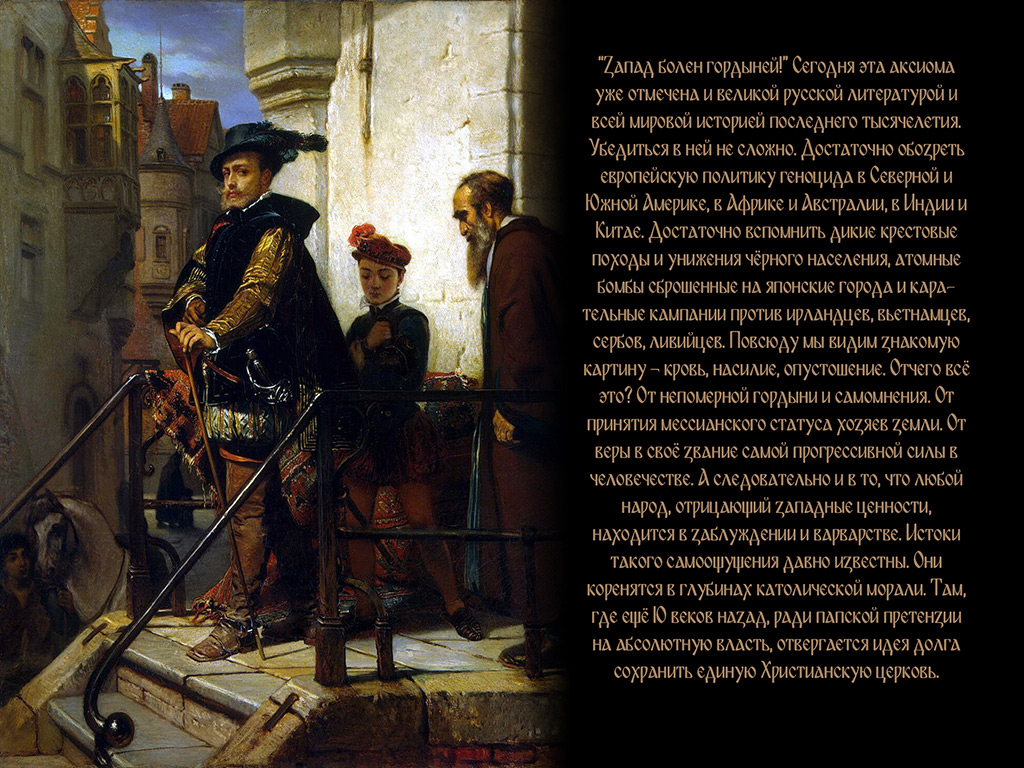 "Запад болен гордыней!" Сегодня эта аксиома
уже отмечена и великой русской литературой и
всей мировой историей последнего тысячелетия.
Убедиться в ней не сложно. Достаточно обозреть
европейскую политику геноцида в Северной и
Южной Америке, в Африке и Австралии, в Индии и
Китае. Достаточно вспомнить дикие крестовые
походы и унижения чёрного населения, атомные
бомбы сброшенные на японские города и кара-
тельные кампании против ирландцев, вьетнамцев,
сербов, ливийцев. Повсюду мы видим знакомую
картину - кровь, насилие, опустошение. Отчего всё
это? От непомерной гордыни и самомнения. От
принятия мессианского статуса хозяев земли. От
веры в своё звание самой прогрессивной силы в
человечестве. А следовательно и в то, что любой
народ, отрицающий западные ценности,
находится в заблуждении и варварстве. Истоки
такого самоощущения давно известны. Они
коренятся в глубинах католической морали. Там,
где ещё 10 веков назад, ради папской претензии
на абсолютную власть, отвергается идея долга
сохранить единую Христианскую церковь.